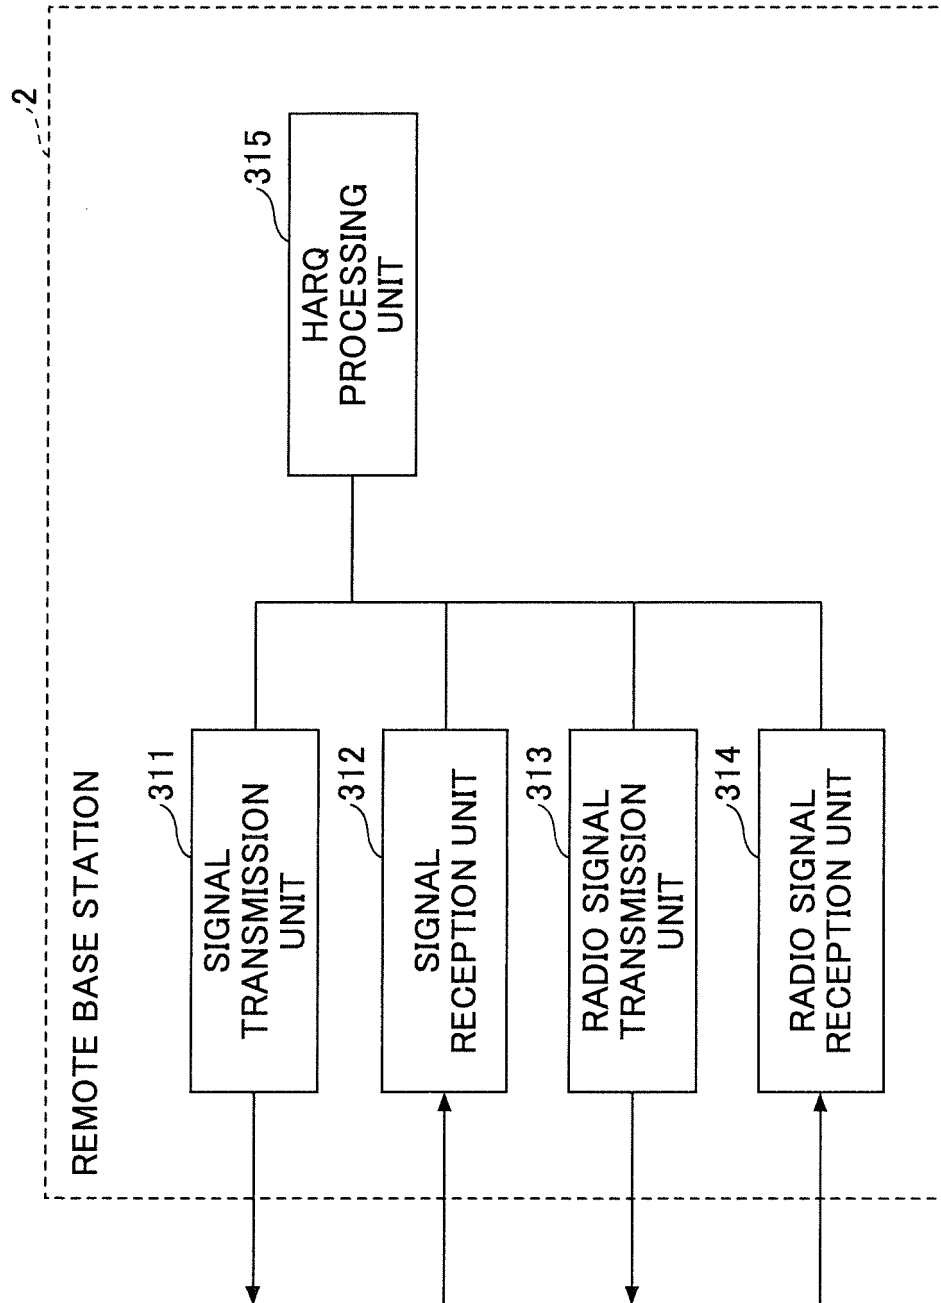 2
REMOTE BASE STATION
311
SIGNAL
TRANSMISSION
UNIT
312
SIGNAL
RECEPTION UNIT
313
RADIO SIGNAL
TRANSMISSION
UNIT
314
RADIO SIGNAL
RECEPTION UNIT
315
HARQ
PROCESSING
UNIT